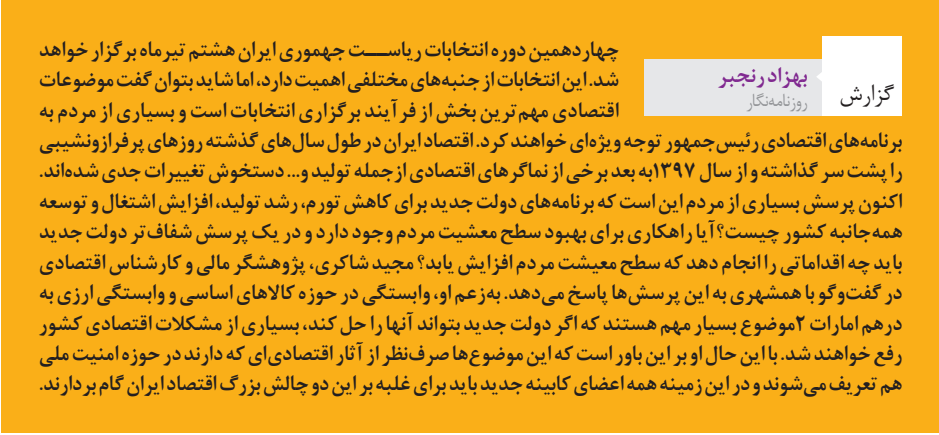 گزارش
بهزاد رنجبر
روزنامه‌نگار
چهاردهمین دوره انتخابات ریاست جمهوری ایران هشتم تیرماه برگزار خواهد
شد. این انتخابات از جنبه‌های مختلفی اهمیت دارد، اما شاید بتوان گفت موضوعات
اقتصادی مهم‌ترین بخش از فرآیند برگزاری انتخابات است و بسیاری از مردم به
برنامه‌های اقتصادی رئیس‌جمهور توجه ویژه‌ای خواهند کرد. اقتصاد ایران در طول سال‌های گذشته روزهای پرفرازونشیبی
را پشت سر گذاشته و از سال ۱۳۹۷به بعد برخی از نماگرهای اقتصادی ازجمله تولید و... دستخوش تغییرات جدی شده‌اند.
اکنون پرسش بسیاری از مردم این است که برنامه‌های دولت جدید برای کاهش تورم، رشد تولید، افزایش اشتغال و توسعه
همه‌جانبه کشور چیست؟ آیا راهکاری برای بهبود سطح معیشت مردم وجود دارد و در یک پرسش شفاف‌تر دولت جدید
باید چه اقداماتی را انجام دهد که سطح معیشت مردم افزایش یابد؟ مجید شاکری، پژوهشگر مالی و کارشناس اقتصادی
در گفت‌وگو با همشهری به این پرسش‌ها پاسخ می‌دهد. به‌زعم او، وابستگی در حوزه کالاهای اساسی و وابستگی ارزی به
درهم امارات ۲موضوع بسیار مهم هستند که اگر دولت جدید بتواند آنها را حل کند، بسیاری از مشکلات اقتصادی کشور
رفع خواهند شد. با این حال او بر این باور است که این موضوع‌ها صرف‌نظر از آثار اقتصادی‌ای که دارند در حوزه امنیت ملی
هم تعریف می‌شوند و در این زمینه همه اعضای کابینه جدید باید برای غلبه بر این دو چالش بزرگ اقتصاد ایران گام بردارند.